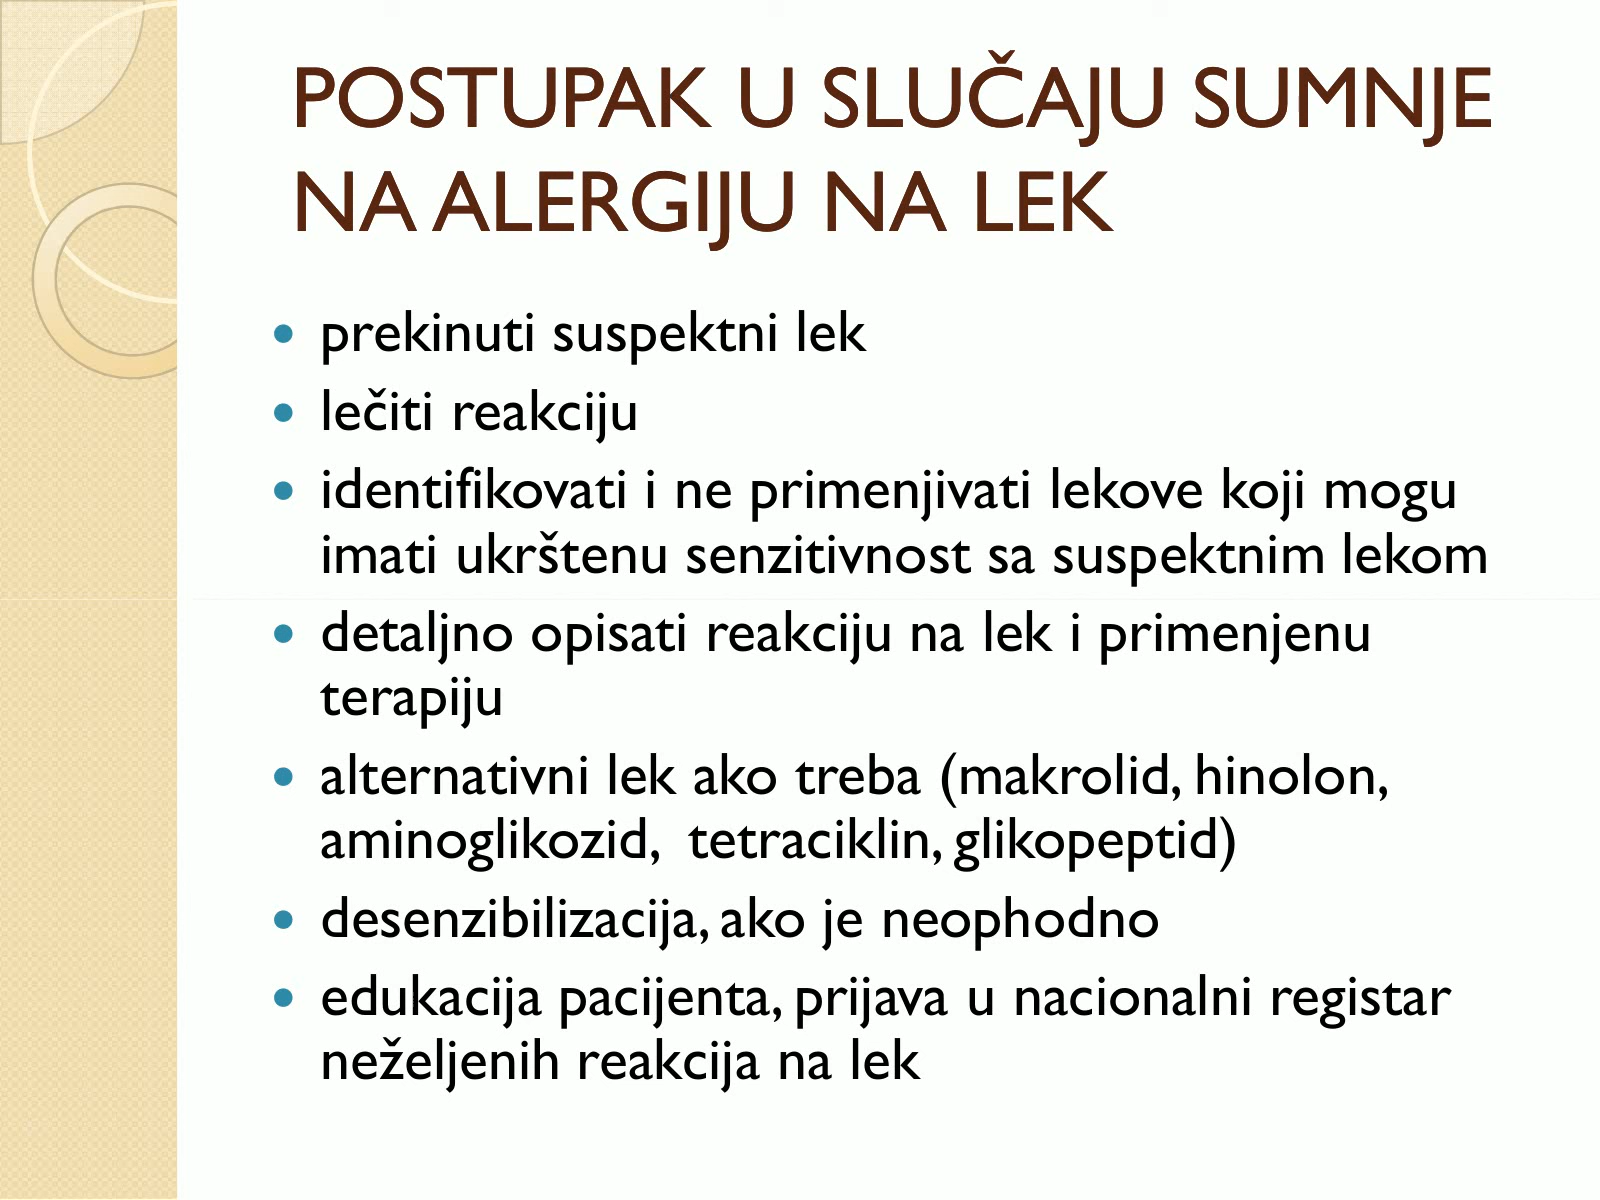 POSTUPAK U SLUČAJU SUMNJE
NA ALERGIJU NA LEK
• prekinuti suspektni lek
• lečiti reakciju
• identifikovati i ne primenjivati lekove koji mogu
imati ukrštenu senzitivnost sa suspektnim lekom
• detaljno opisati reakciju na lek i primenjenu
terapiju
• alternativni lek ako treba (makrolid, hinolon,
aminoglikozid, tetraciklin, glikopeptid)
• desenzibilizacija, ako je neophodno
• edukacija pacijenta, prijava u nacionalni registar
neželjenih reakcija na lek